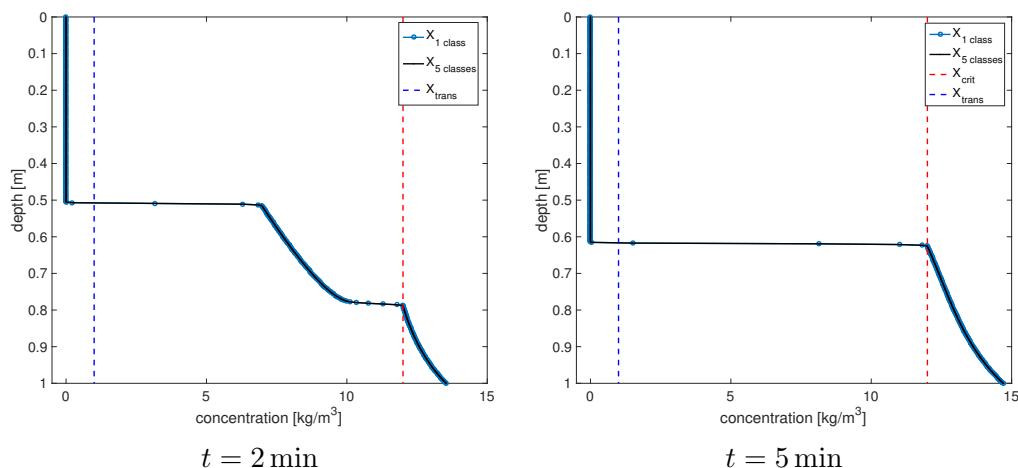 0
0.1
0.2
0.3
0.4
0.5
0.6
0.7
0.8
0.9
1
depth [m]
0 5 10 15
concentration [kg/m³]
X₁ class
X₅ classes
X_trans
t = 2 min
0
0.1
0.2
0.3
0.4
0.5
0.6
0.7
0.8
0.9
1
depth [m]
0 5 10 15
concentration [kg/m³]
X₁ class
X₅ classes
X_crit
X_trans
t = 5 min